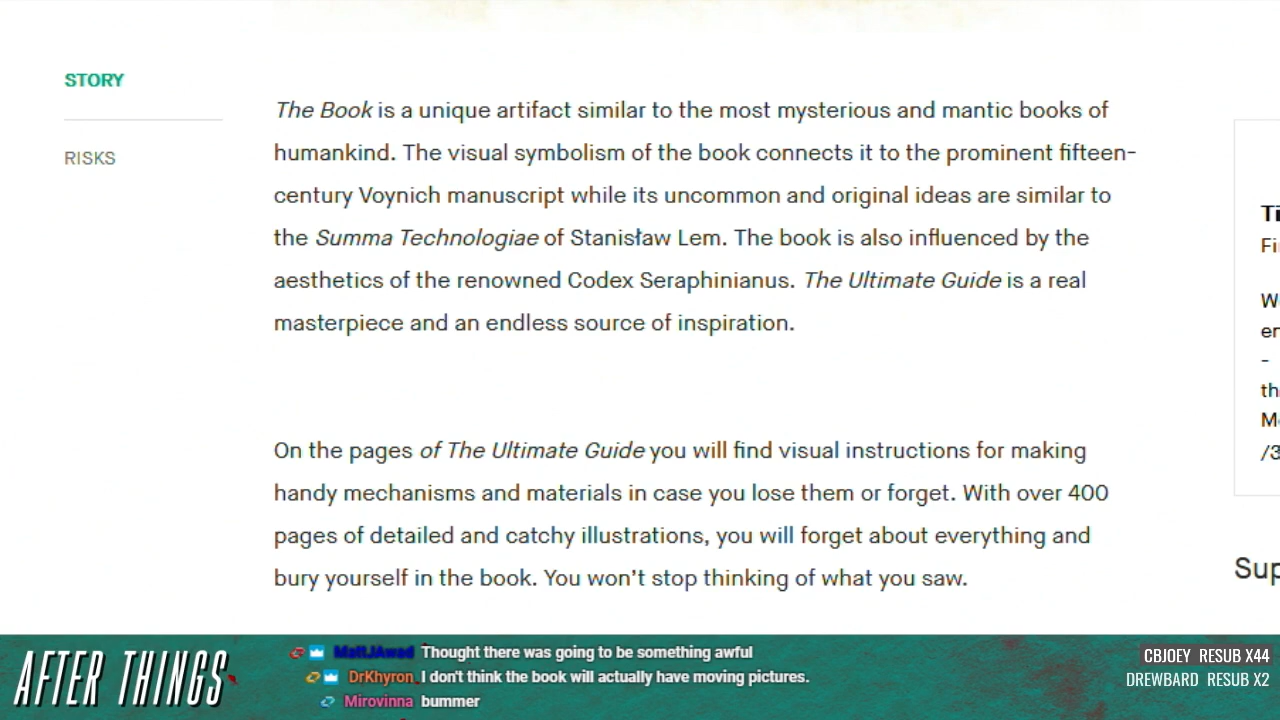 STORY
RISKS
The Book is a unique artifact similar to the most mysterious and mantic books of
humankind. The visual symbolism of the book connects it to the prominent fifteen-
century Voynich manuscript while its uncommon and original ideas are similar to
the Summa Technologiae of Stanisław Lem. The book is also influenced by the
aesthetics of the renowned Codex Seraphinianus. The Ultimate Guide is a real
masterpiece and an endless source of inspiration.
On the pages of The Ultimate Guide you will find visual instructions for making
handy mechanisms and materials in case you lose them or forget. With over 400
pages of detailed and catchy illustrations, you will forget about everything and
bury yourself in the book. You won’t stop thinking of what you saw.
Ti
Fi
W
er
-
th
M
/3
Sup
AFTER THINGS
MattJAwad Thought there was going to be something awful
DrKhyron_ I don't think the book will actually have moving pictures.
Mirovinna bummer
CBJOEY RESUB X44
DREWBARD RESUB X2